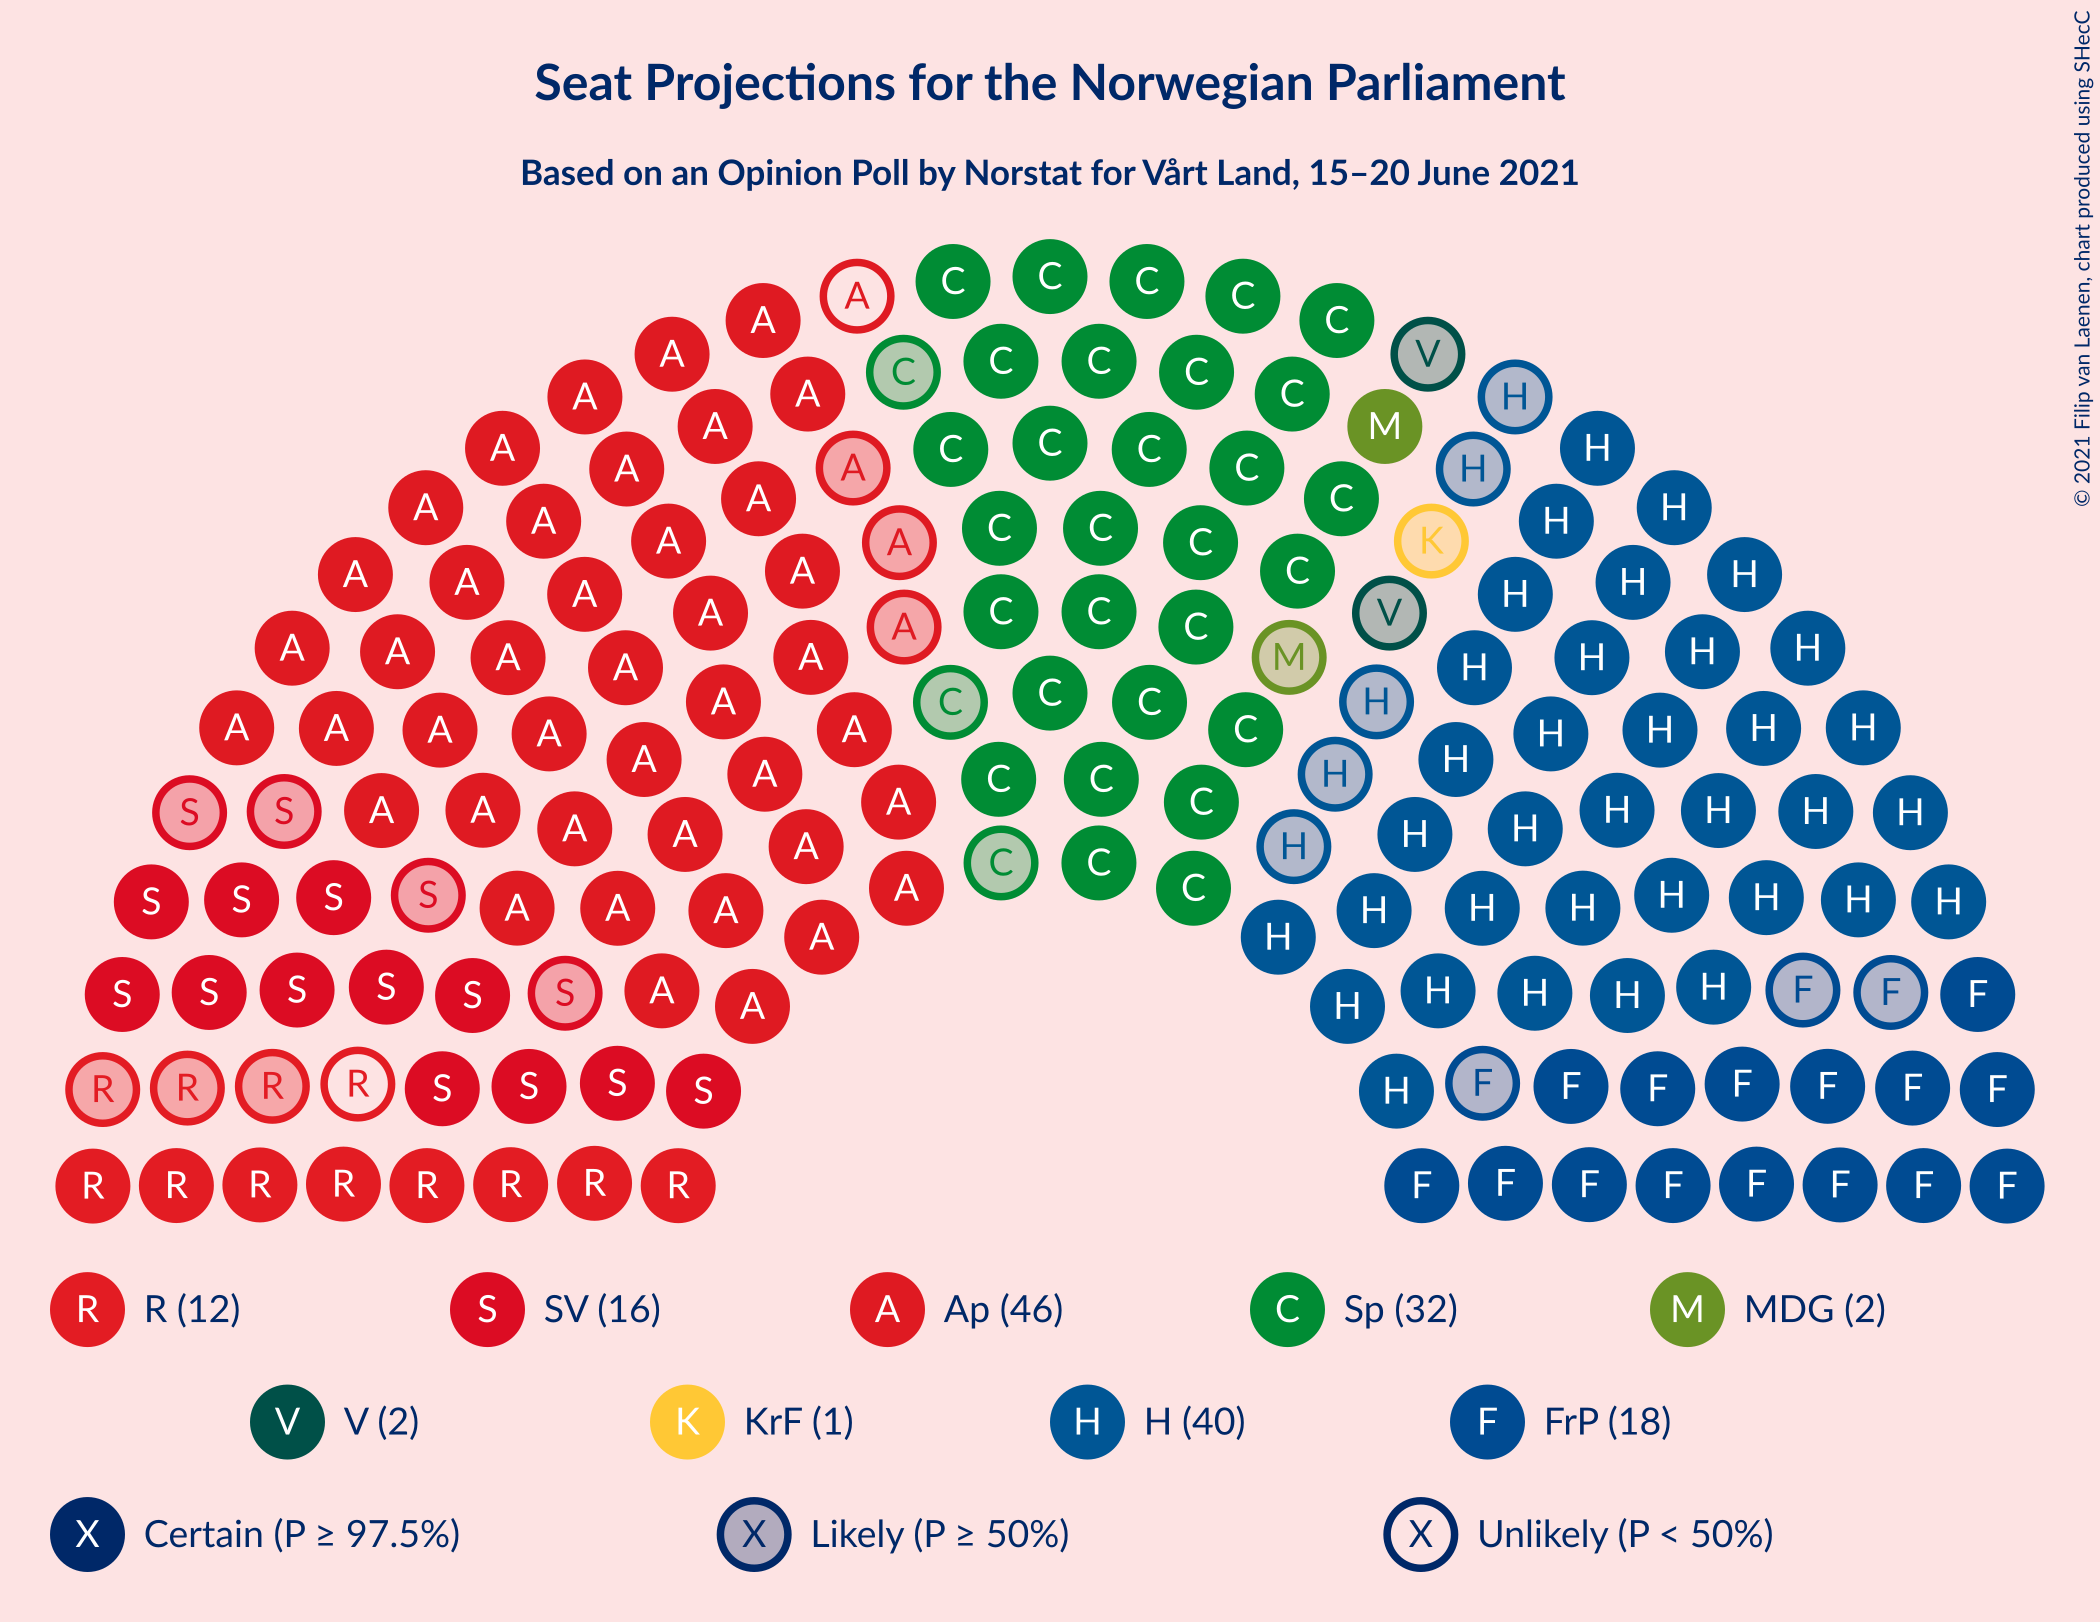 Seat Projections for the Norwegian Parliament
Based on an Opinion Poll by Norstat for Vårt Land, 15–20 June 2021
© 2021 Filip van Laenen, chart produced using SHecC
A C C C C
A C
A C C C C V
A A C H
A A C C C M H
A A C H
A A C H
A A A C C C K H
A A A C H H
A A A C C C V H
A A A A A M H H H H
A C C C H
A A A A A C H H H H
A A C C H H
S S A A A A A C H H H H H H
A C C H
S S S S A A A A C H H H H H H H
A H
S S S S S S A A H H H H H F F F
R R R R S S S S H F F F F F F F
R R R R R R R R F F F F F F F F
R R (12) S SV (16) A Ap (46) C Sp (32) M MDG (2)
V V (2) K KrF (1) H H (40) F FrP (18)
X Certain (P ≥ 97.5%) X Likely (P ≥ 50%) X Unlikely (P < 50%)